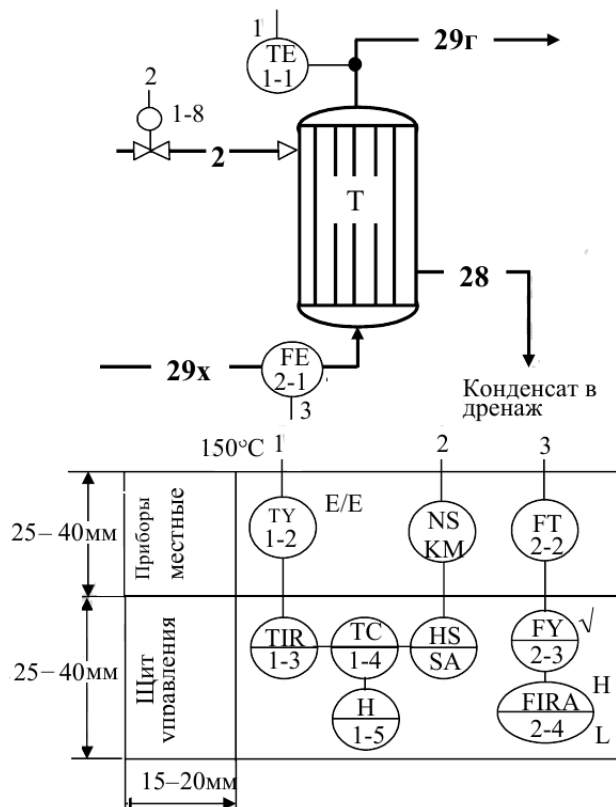 1
TE
1-1
29г
2
1-8
2
T
28
29х
FE
2-1
3
Конденсат в
дренаж
150°C 1 2 3
25– 40мм
Приборы
местные
TY
1-2
E/E
NS
KM
FT
2-2
25– 40мм
Щит
управления
TIR
1-3
TC
1-4
HS
SA
FY
2-3
√
H
1-5
FIRA
2-4
H
L
15–20мм